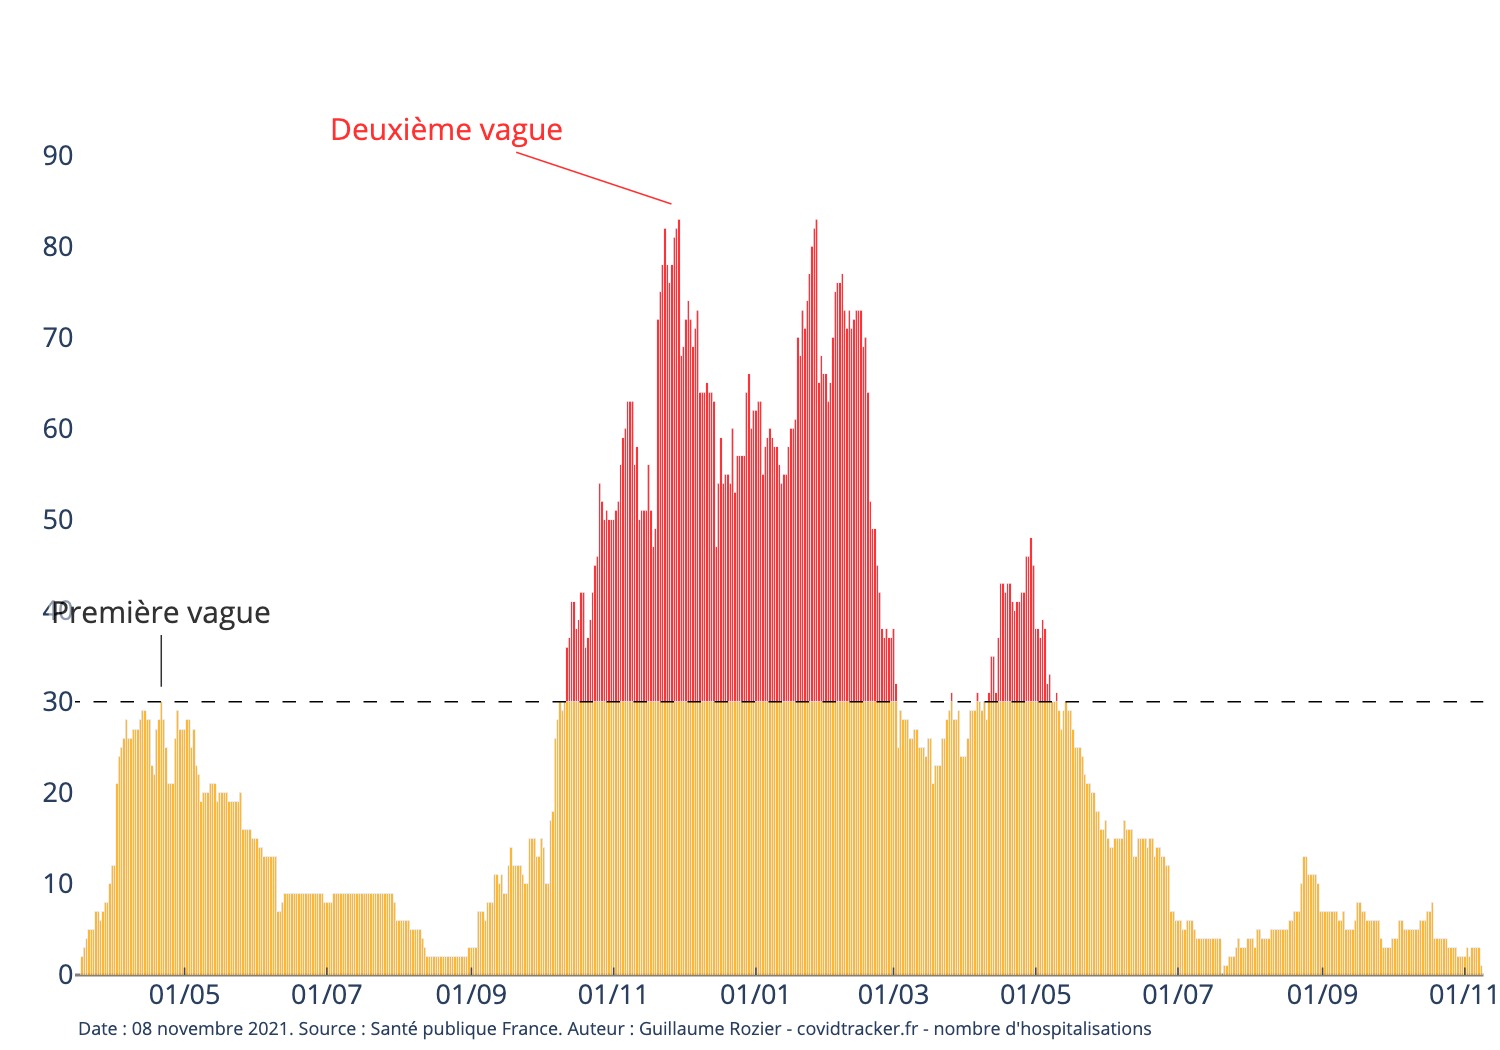 Deuxième vague
90
80
70
60
50
40
Première vague
30
20
10
0
01/05 01/07 01/09 01/11 01/01 01/03 01/05 01/07 01/09 01/11
Date : 08 novembre 2021. Source : Santé publique France. Auteur : Guillaume Rozier - covidtracker.fr - nombre d'hospitalisations